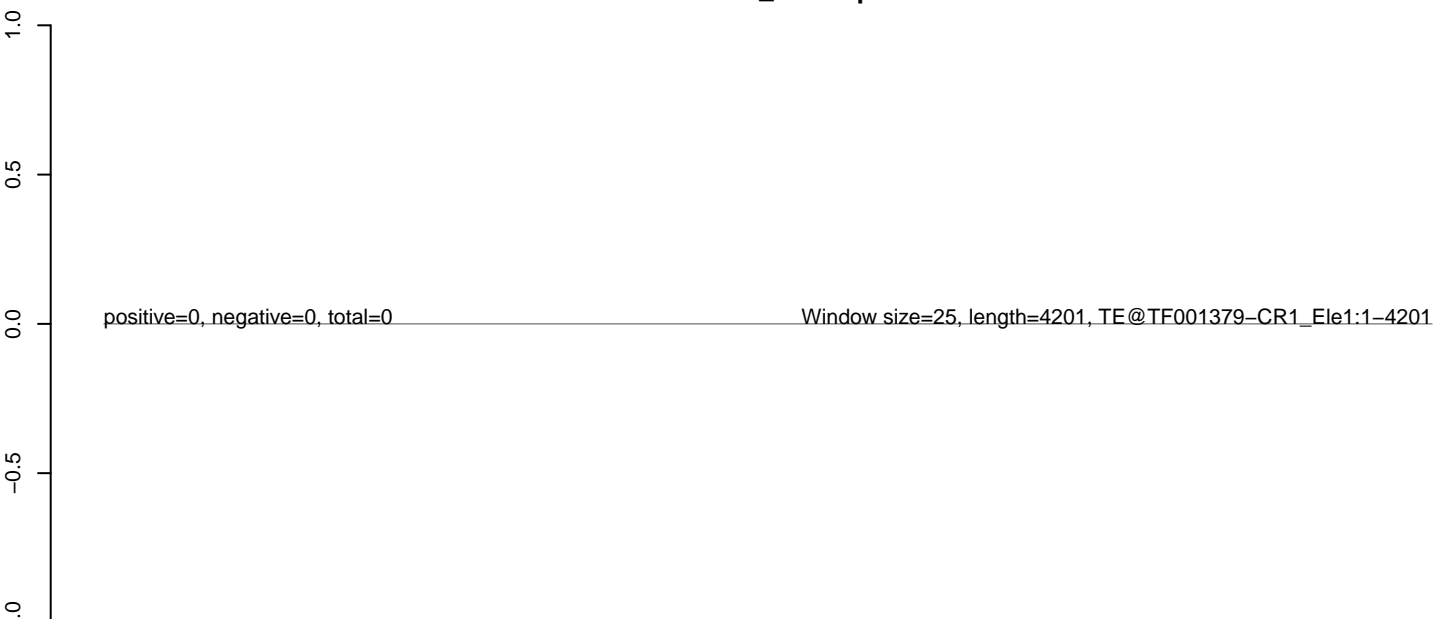 1.0
0.5
positive=0, negative=0, total=0
Window size=25, length=4201, TE@TF001379−CR1_Ele1:1−4201
0.0
−0.5